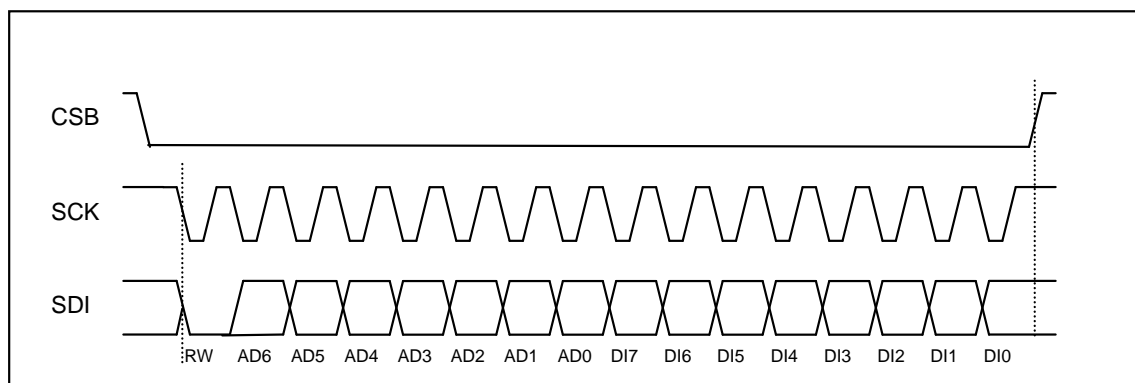 CSB
SCK
SDI
RW AD6 AD5 AD4 AD3 AD2 AD1 AD0 DI7 DI6 DI5 DI4 DI3 DI2 DI1 DI0